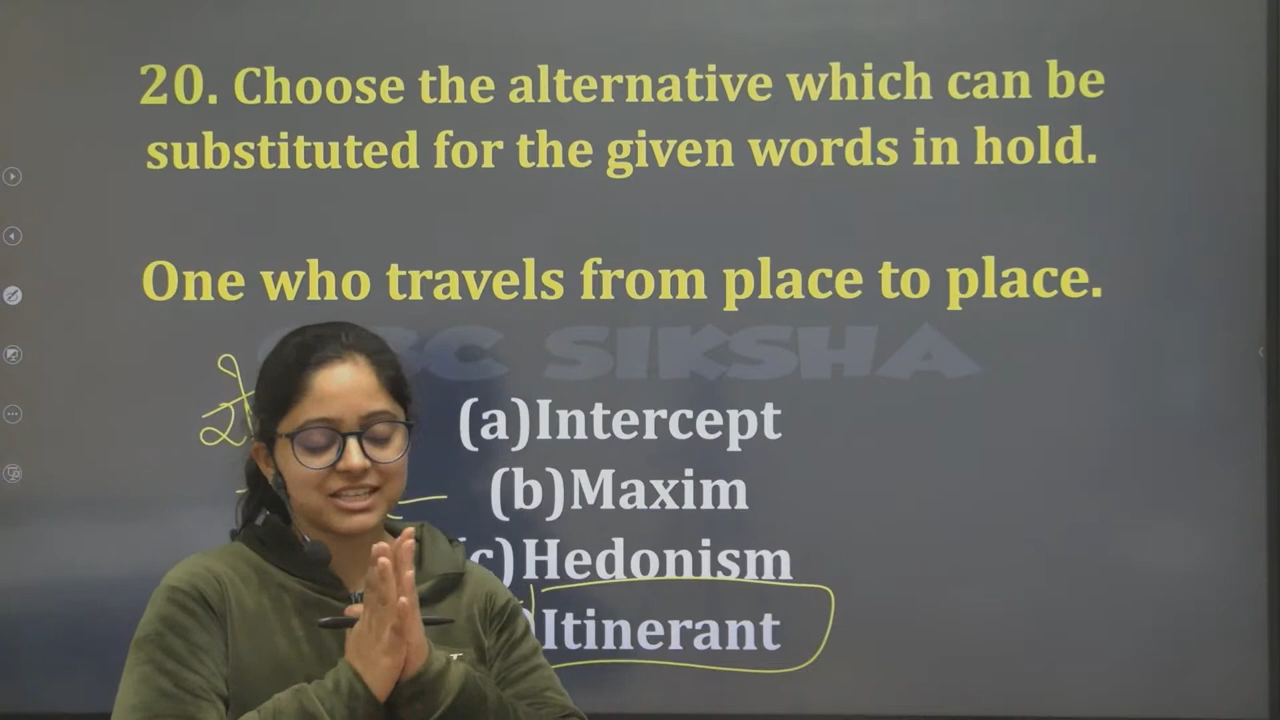 20. Choose the alternative which can be
substituted for the given words in hold.
One who travels from place to place.
SIKSHA
(a)Intercept
(b)Maxim
c)Hedonism
)Itinerant